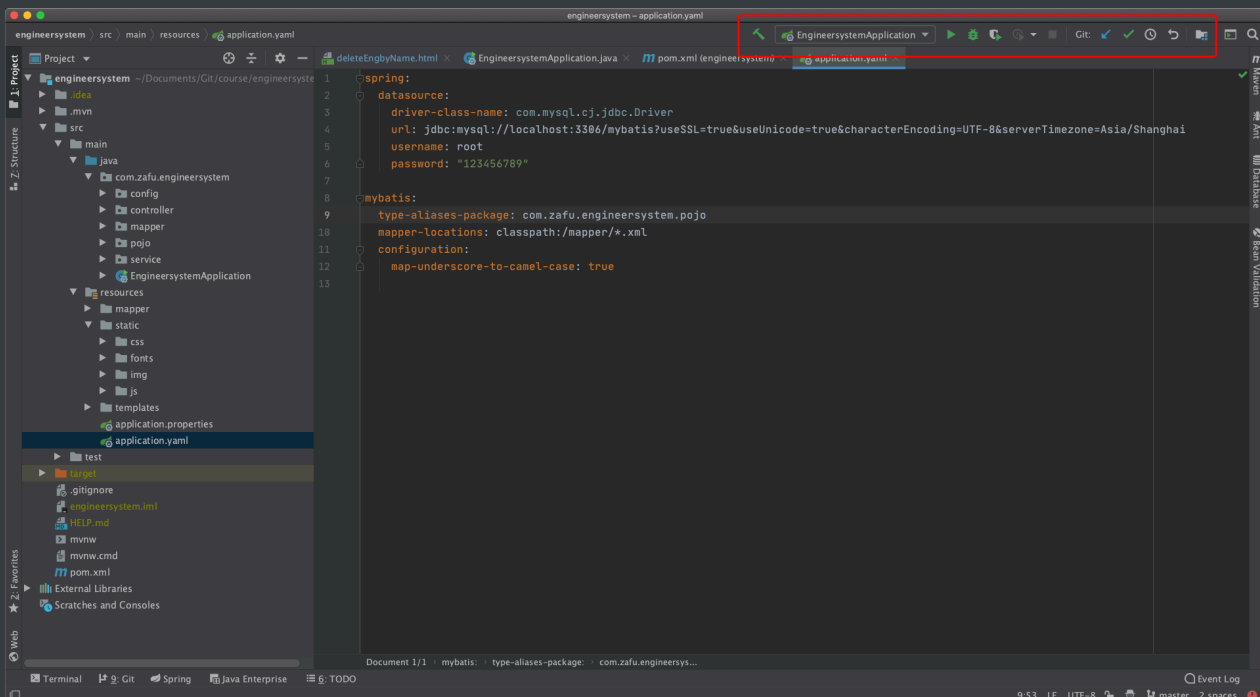 engineersystem – application.yaml
engineersystem src main resources application.yaml
EngineersystemApplication Git:
Project
deleteEngbyName.html EngineersystemApplication.java pom.xml (engineersystem) application.yaml
1: Project
Z: Structure
2: Favorites
Web
engineersystem ~/Documents/Git/course/engineersyste
.idea
.mvn
src
main
java
com.zafu.engineersystem
config
controller
mapper
pojo
service
EngineersystemApplication
resources
mapper
static
css
fonts
img
js
templates
application.properties
application.yaml
test
target
.gitignore
engineersystem.iml
HELP.md
mvnw
mvnw.cmd
pom.xml
External Libraries
Scratches and Consoles
1 spring:
2 datasource:
3 driver-class-name: com.mysql.cj.jdbc.Driver
4 url: jdbc:mysql://localhost:3306/mybatis?useSSL=true&useUnicode=true&characterEncoding=UTF-8&serverTimezone=Asia/Shanghai
5 username: root
6 password: "123456789"
7
8 mybatis:
9 type-aliases-package: com.zafu.engineersystem.pojo
10 mapper-locations: classpath:/mapper/*.xml
11 configuration:
12 map-underscore-to-camel-case: true
13
Maven
Ant
Database
Bean Validation
Document 1/1 mybatis: type-aliases-package: com.zafu.engineersys...
Terminal 9: Git Spring Java Enterprise 6: TODO Event Log
9:53 LF UTF-8 master 2 spaces